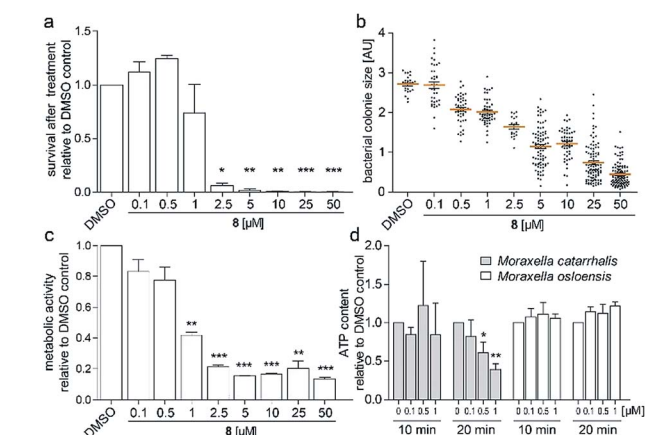 a
survival after treatment
relative to DMSO control
1.5
1.0
0.5
0.0
* ** ** *** ***
DMSO 0.1 0.5 1 2.5 5 10 25 50
8 [µM]
b
bacterial colonie size [AU]
4
3
2
1
0
DMSO 0.1 0.5 1 2.5 5 10 25 50
8 [µM]
c
metabolic activity
relative to DMSO control
1.0
0.8
0.6
0.4
0.2
0.0
** *** *** *** ** ***
DMSO 0.1 0.5 1 2.5 5 10 25 50
8 [µM]
d
ATP content
relative to DMSO control
2.0
1.5
1.0
0.5
0.0
Moraxella catarrhalis
Moraxella osloensis
* **
0 0.1 0.5 1 0 0.1 0.5 1 0 0.1 0.5 1 0 0.1 0.5 1 [µM]
10 min 20 min 10 min 20 min